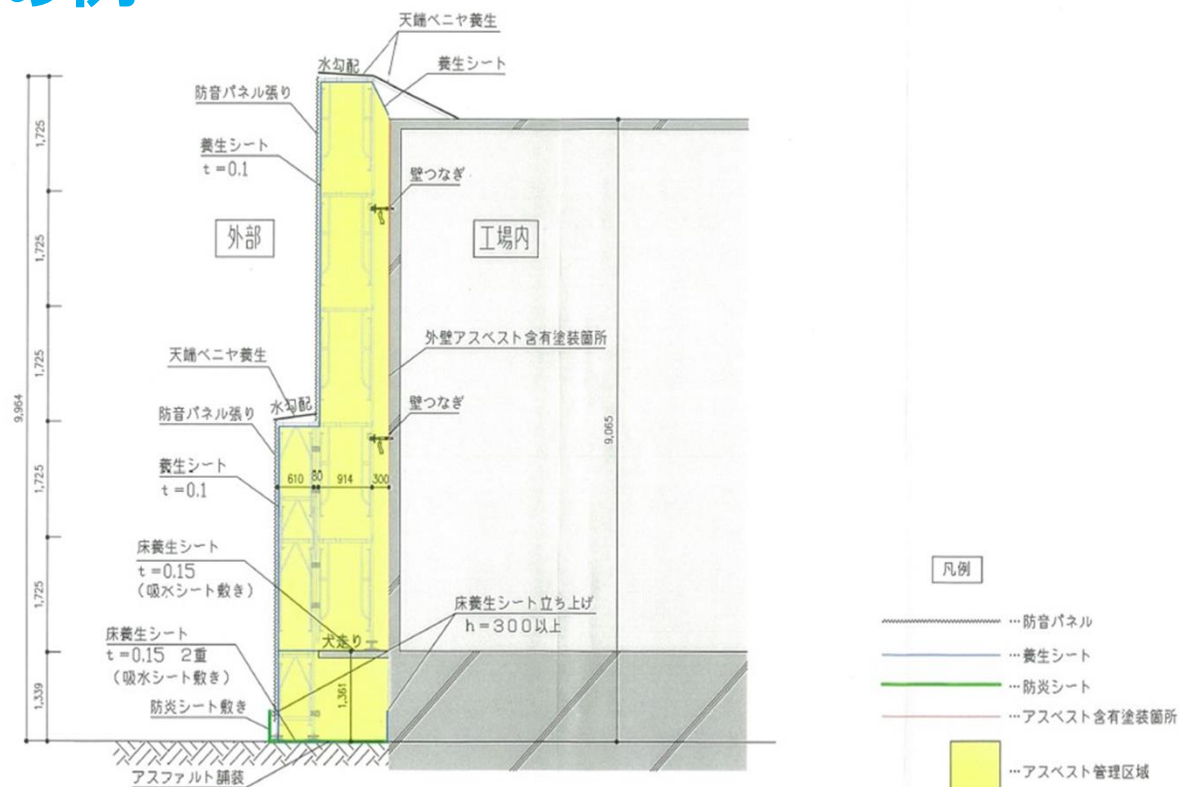 の例
天端ベニヤ養生
水勾配
養生シート
防音パネル張り
養生シート
t=0.1
壁つなぎ
外部
工場内
外壁アスベスト含有塗装箇所
天端ベニヤ養生
水勾配
壁つなぎ
防音パネル張り
養生シート
t=0.1
610 80 914 300
床養生シート
t=0.15
(吸水シート敷き)
床養生シート立ち上げ
h=300以上
犬走り
床養生シート
t=0.15 2重
(吸水シート敷き)
防炎シート敷き
アスファルト舗装
1,725
1,725
1,725
1,725
1,725
1,339
9,964
9,065
1,361
凡例
…防音パネル
…養生シート
…防炎シート
…アスベスト含有塗装箇所
…アスベスト管理区域